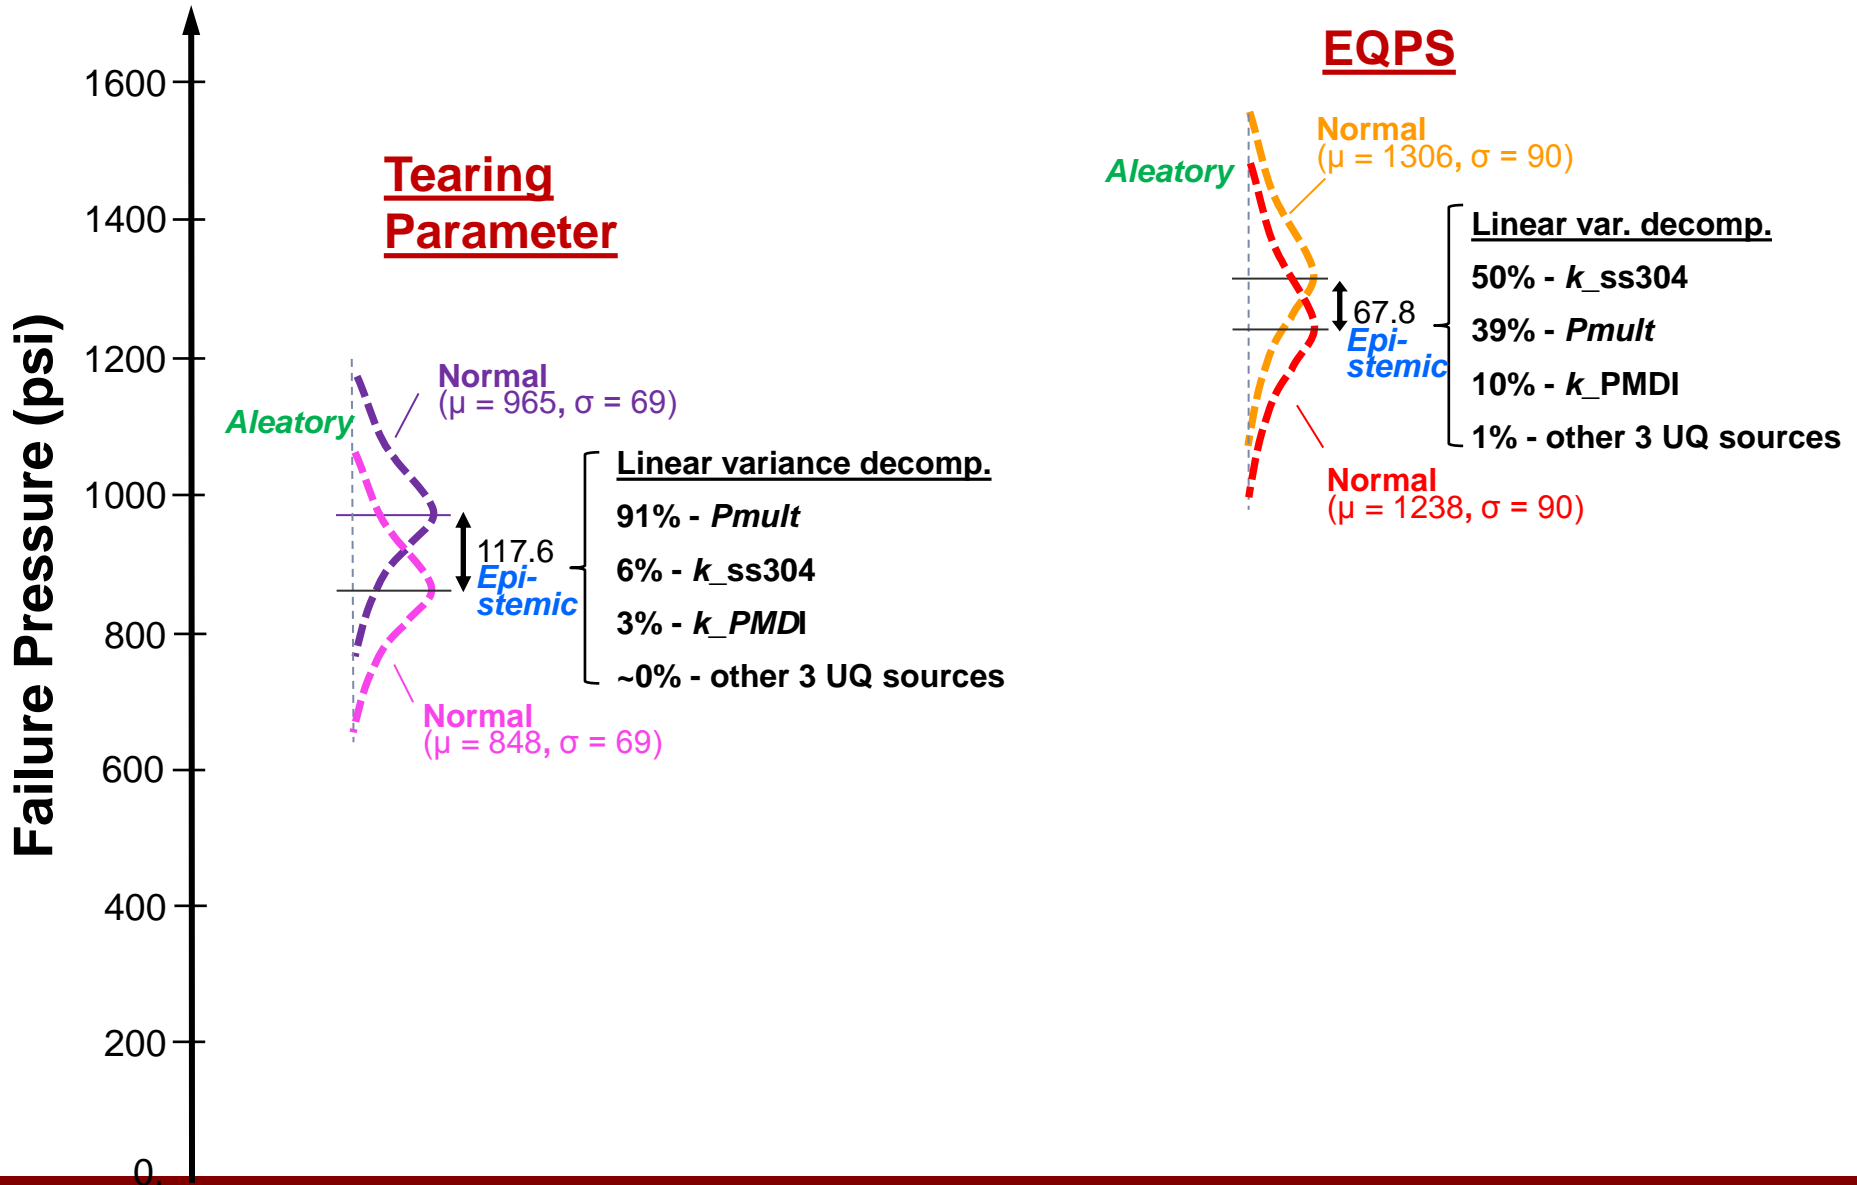 Failure Pressure (psi)
1600
1400
1200
1000
800
600
400
200
0.
Tearing
Parameter
Aleatory
Normal
(μ = 965, σ = 69)
117.6
Epi-
stemic
Normal
(μ = 848, σ = 69)
Linear variance decomp.
91% - Pmult
6% - k_ss304
3% - k_PMDI
~0% - other 3 UQ sources
EQPS
Aleatory
Normal
(μ = 1306, σ = 90)
67.8
Epi-
stemic
Normal
(μ = 1238, σ = 90)
Linear var. decomp.
50% - k_ss304
39% - Pmult
10% - k_PMDI
1% - other 3 UQ sources